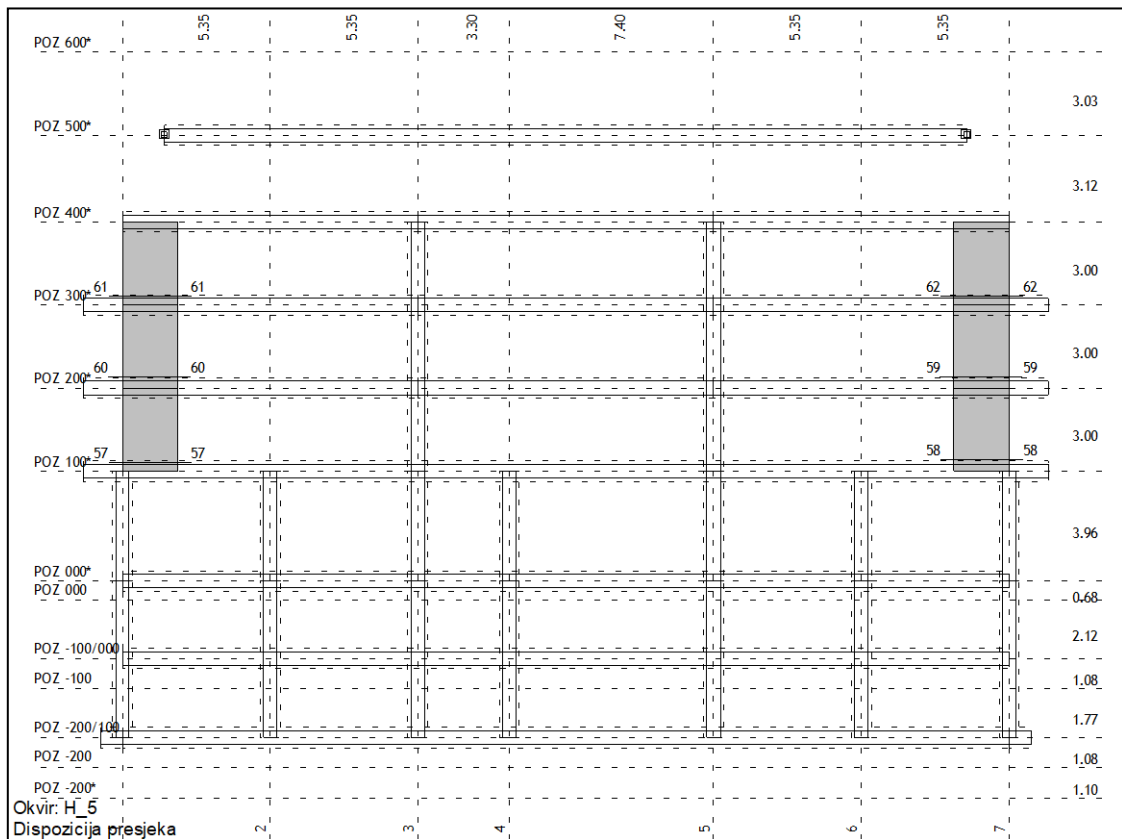 5.35 5.35 3.30 7.40 5.35 5.35
POZ 600*
3.03
POZ 500*
3.12
POZ 400*
3.00
POZ 300* 61 61 62 62
3.00
POZ 200* 60 60 59 59
3.00
POZ 100* 57 57 58 58
3.96
POZ 000*
POZ 000
0.68
POZ -100/000
2.12
POZ -100
1.08
POZ -200/100
1.77
POZ -200
1.08
POZ -200*
1.10
Okvir: H_5
Dispozicija presjeka
2 3 4 5 6 7